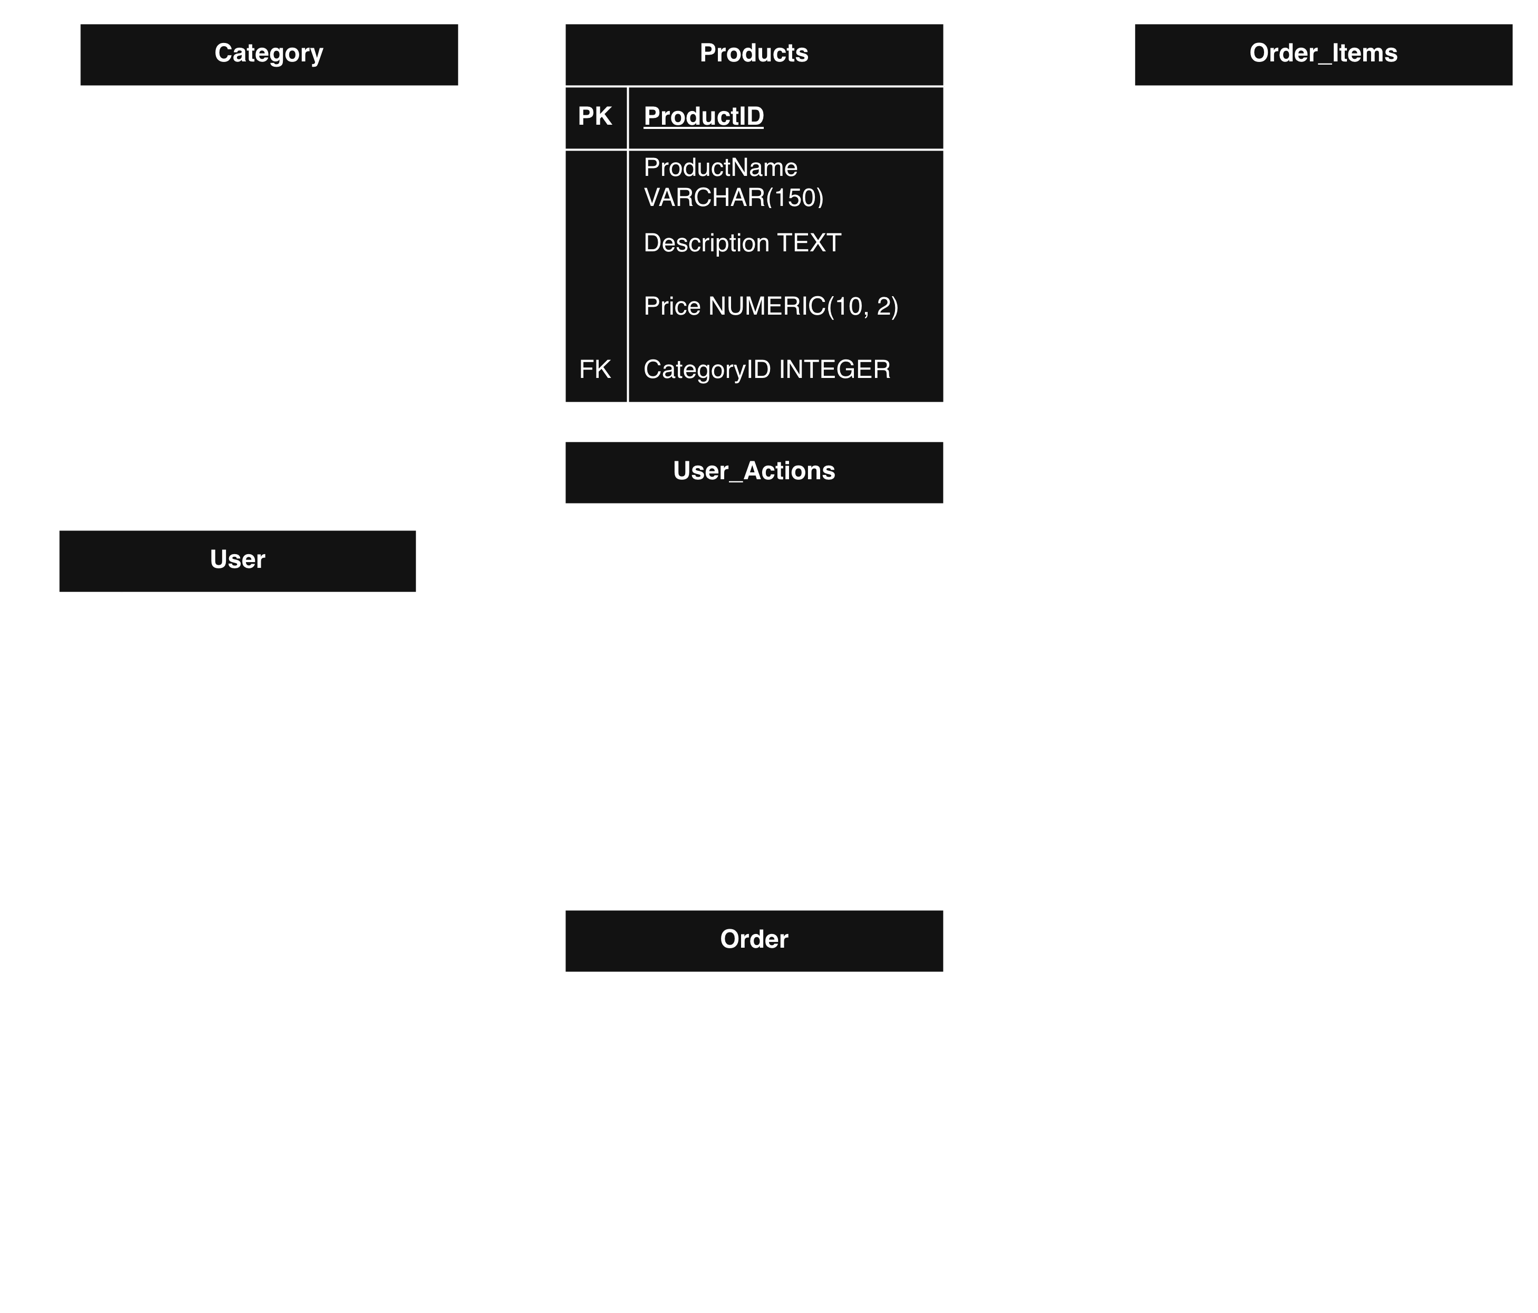 Category
Products
Order_Items
PK
ProductID
ProductName
VARCHAR(150)
Description TEXT
Price NUMERIC(10, 2)
FK
CategoryID INTEGER
User_Actions
User
Order